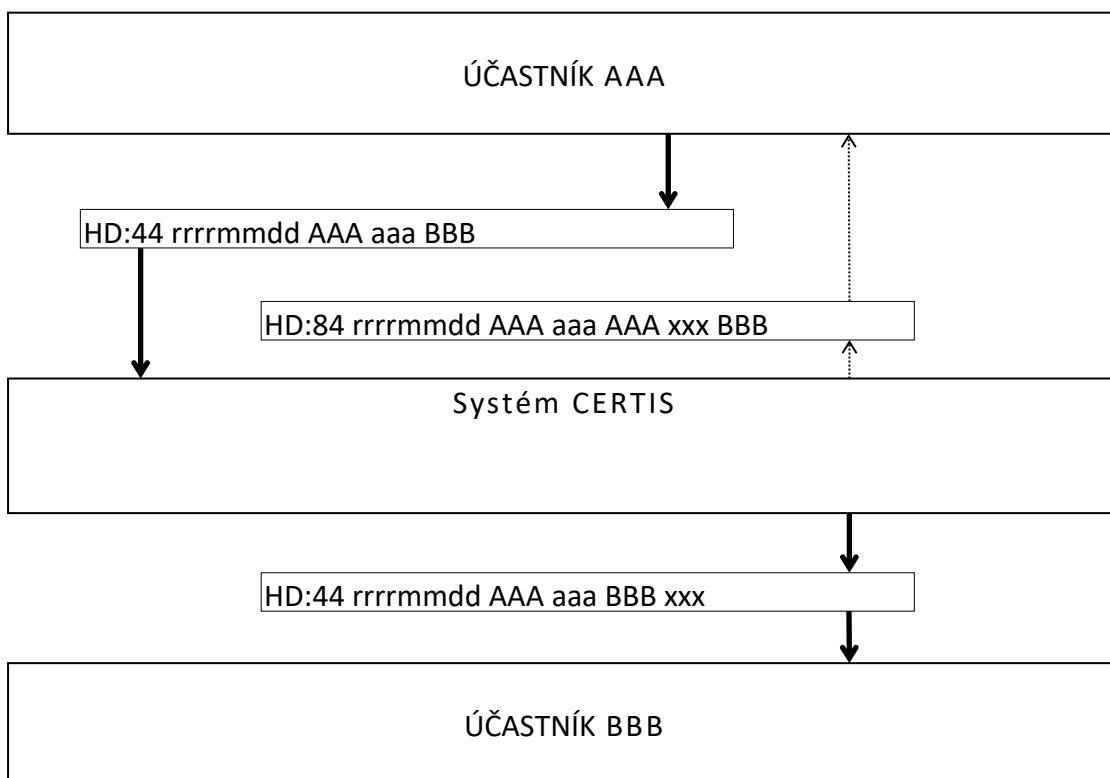 ÚČASTNÍK AAA
HD:44 rrrrmmdd AAA aaa BBB
HD:84 rrrrmmdd AAA aaa AAA xxx BBB
Systém CERTIS
HD:44 rrrrmmdd AAA aaa BBB xxx
ÚČASTNÍK BBB